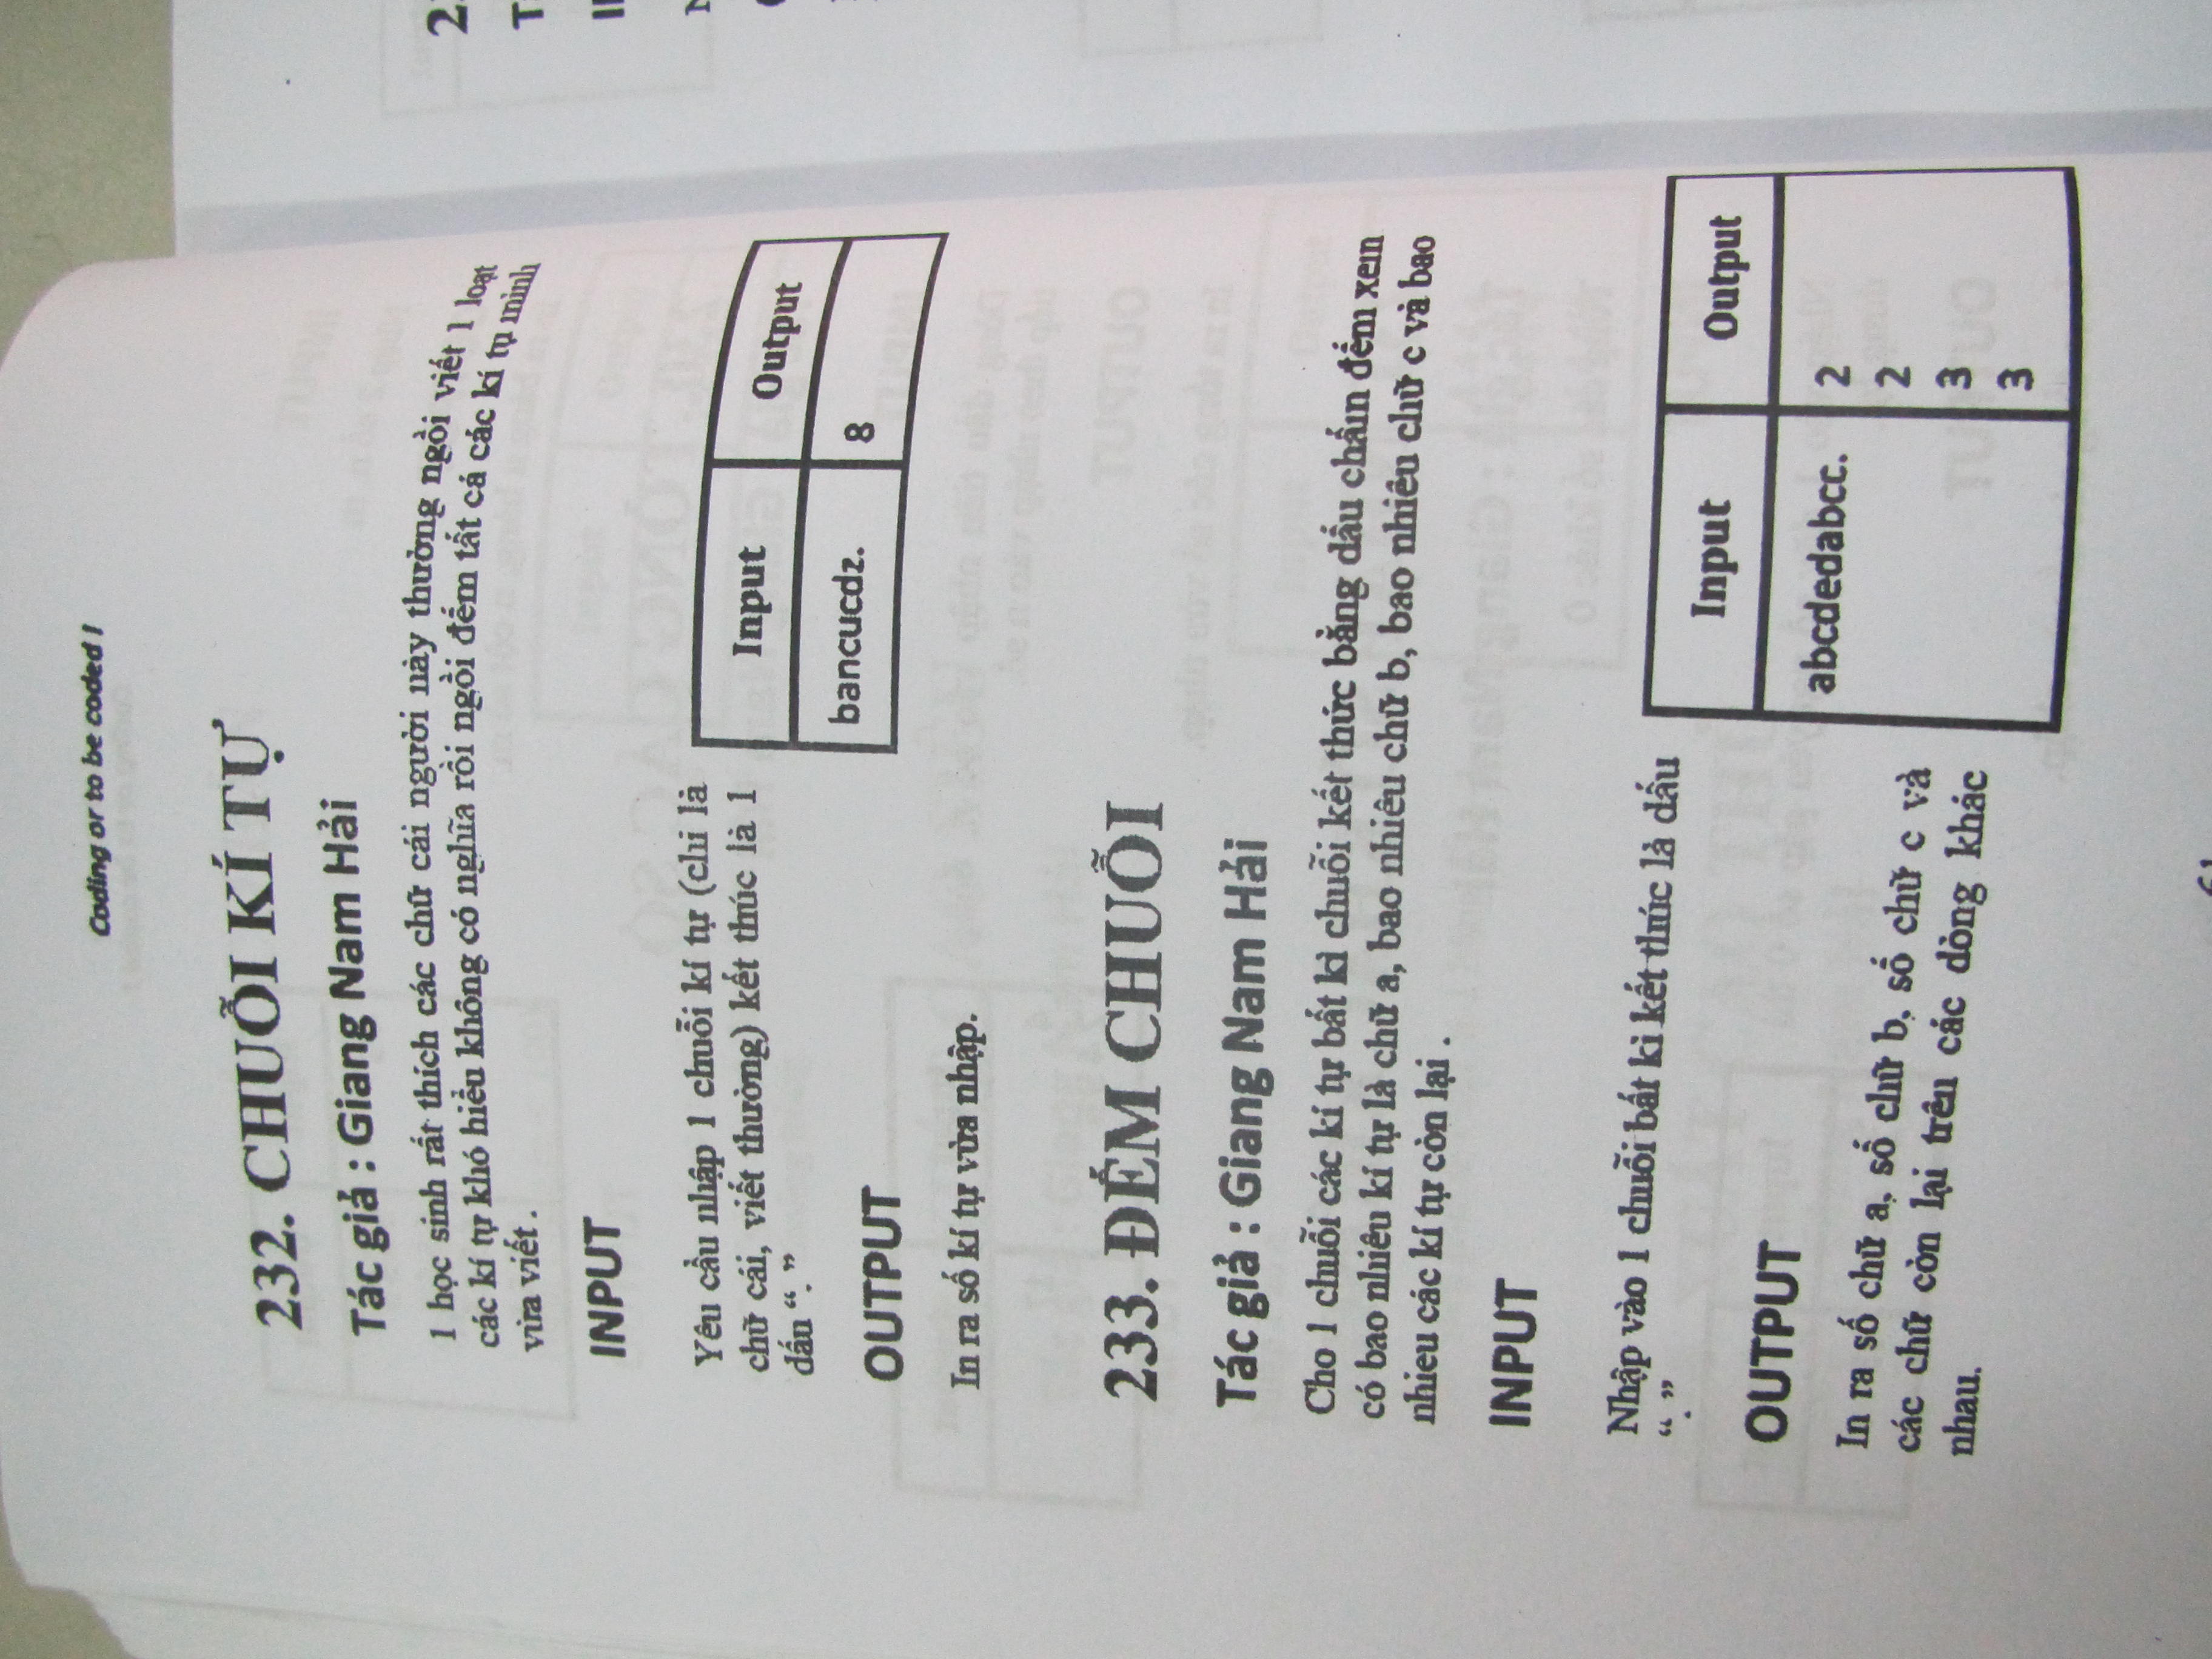 Coding or to be coded !
232. CHUỖI KÍ TỰ
Tác giả : Giang Nam Hải
1 học sinh rất thích các chữ cái người này thường ngồi viết 1 loạt
các kí tự khó hiểu không có nghĩa rồi ngồi đếm tất cả các kí tụ mình
vừa viết .
INPUT
Yêu cầu nhập 1 chuỗi kí tự (chỉ là
chữ cái, viết thường) kết thúc là 1
dấu “. ”
Input Output
bancucdz. 8
OUTPUT
In ra số kí tự vừa nhập.
233. ĐẾM CHUỖI
Tác giả : Giang Nam Hải
Cho 1 chuỗi các kí tự bất kì chuỗi kết thức bằng dấu chấm đếm xem
có bao nhiêu kí tự là chữ a, bao nhiêu chữ b, bao nhiêu chữ c và bao
nhieu các kí tự còn lại .
INPUT
Nhập vào 1 chuỗi bất kì kết thúc là dấu
“. ”
Input Output
abcdedabcc. 2
2
3
3
OUTPUT
In ra số chữ a, số chữ b, số chữ c và
các chữ còn lại trên các dòng khác
nhau.